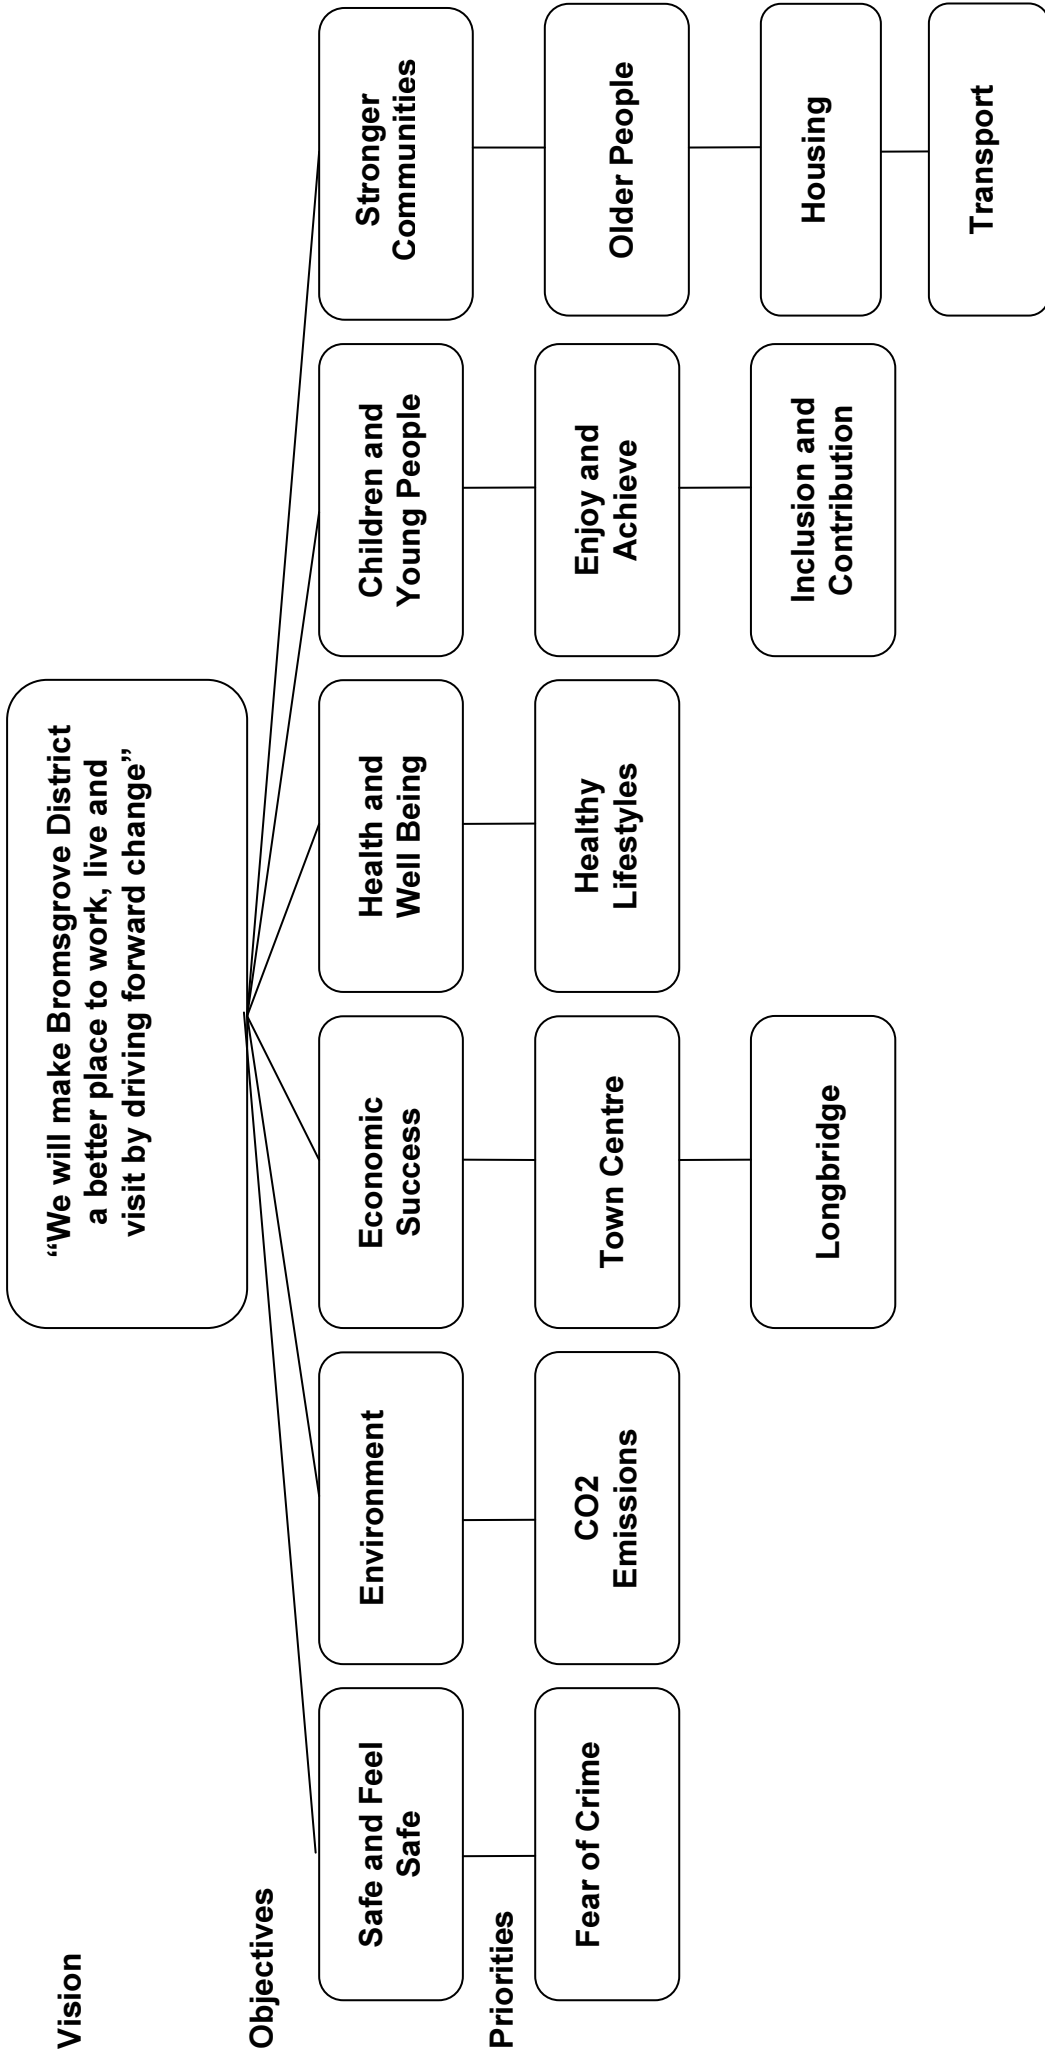 Vision
“We will make Bromsgrove District
a better place to work, live and
visit by driving forward change”
Objectives
Safe and Feel
Safe
Environment
Economic
Success
Health and
Well Being
Children and
Young People
Stronger
Communities
Priorities
Fear of Crime
CO2
Emissions
Town Centre
Healthy
Lifestyles
Enjoy and
Achieve
Older People
Longbridge
Inclusion and
Contribution
Housing
Transport